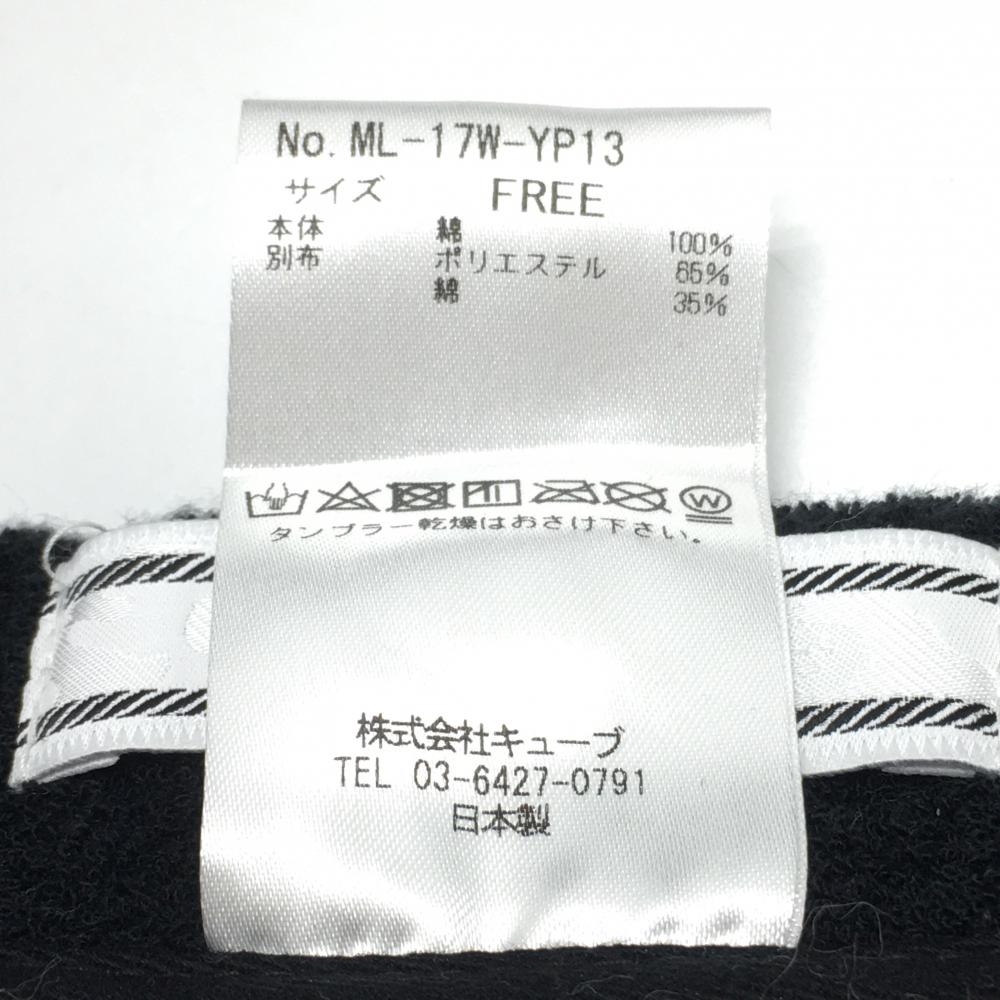 No. ML-17W-YP13
サイズ FREE
本体 綿 100%
別布 ポリエステル 65%
綿 35%
W
タンブラー乾燥はおさけ下さい。
株式会社キューブ
TEL 03-6427-0791
日本製